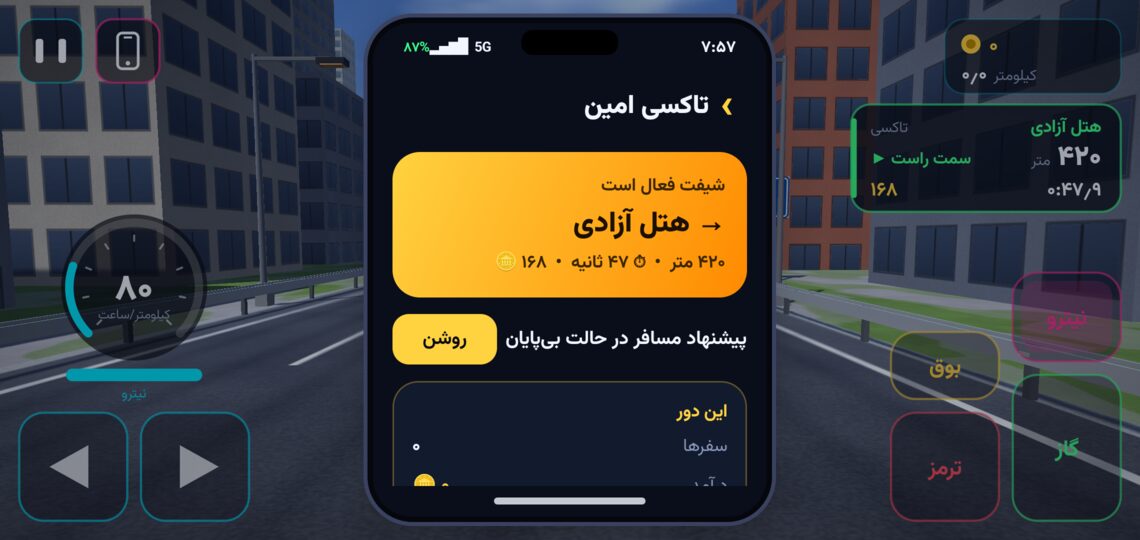 ۸۷%
5G
۷:۵۷
تاکسی امین
شیفت فعال است
→ هتل آزادی
۴۲۰ متر • ⏱ ۴۷ ثانیه • ۱۶۸ 🪙
پیشنهاد مسافر در حالت بی‌پایان
روشن
این دور
سفرها
۰
درآمد
۰
۰
۰٫۰ کیلومتر
هتل آزادی
تاکسی
۴۲۰ متر
سمت راست ►
۰:۴۷٫۹
۱۶۸
۸۰
کیلومتر/ساعت
نیترو
نیترو
بوق
گاز
ترمز